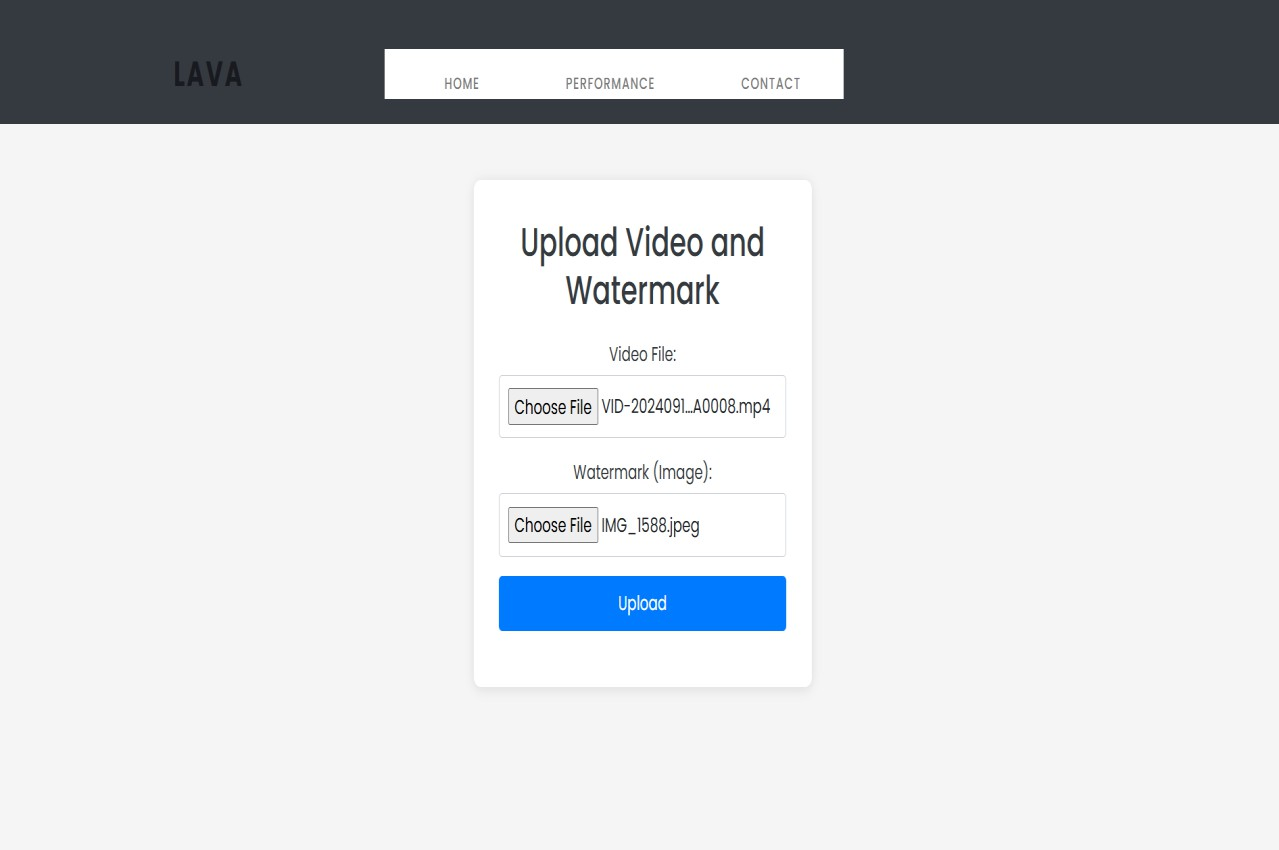 LAVA
HOME PERFORMANCE CONTACT
Upload Video and
Watermark
Video File:
Choose File VID-2024091...A0008.mp4
Watermark (Image):
Choose File IMG_1588.jpeg
Upload